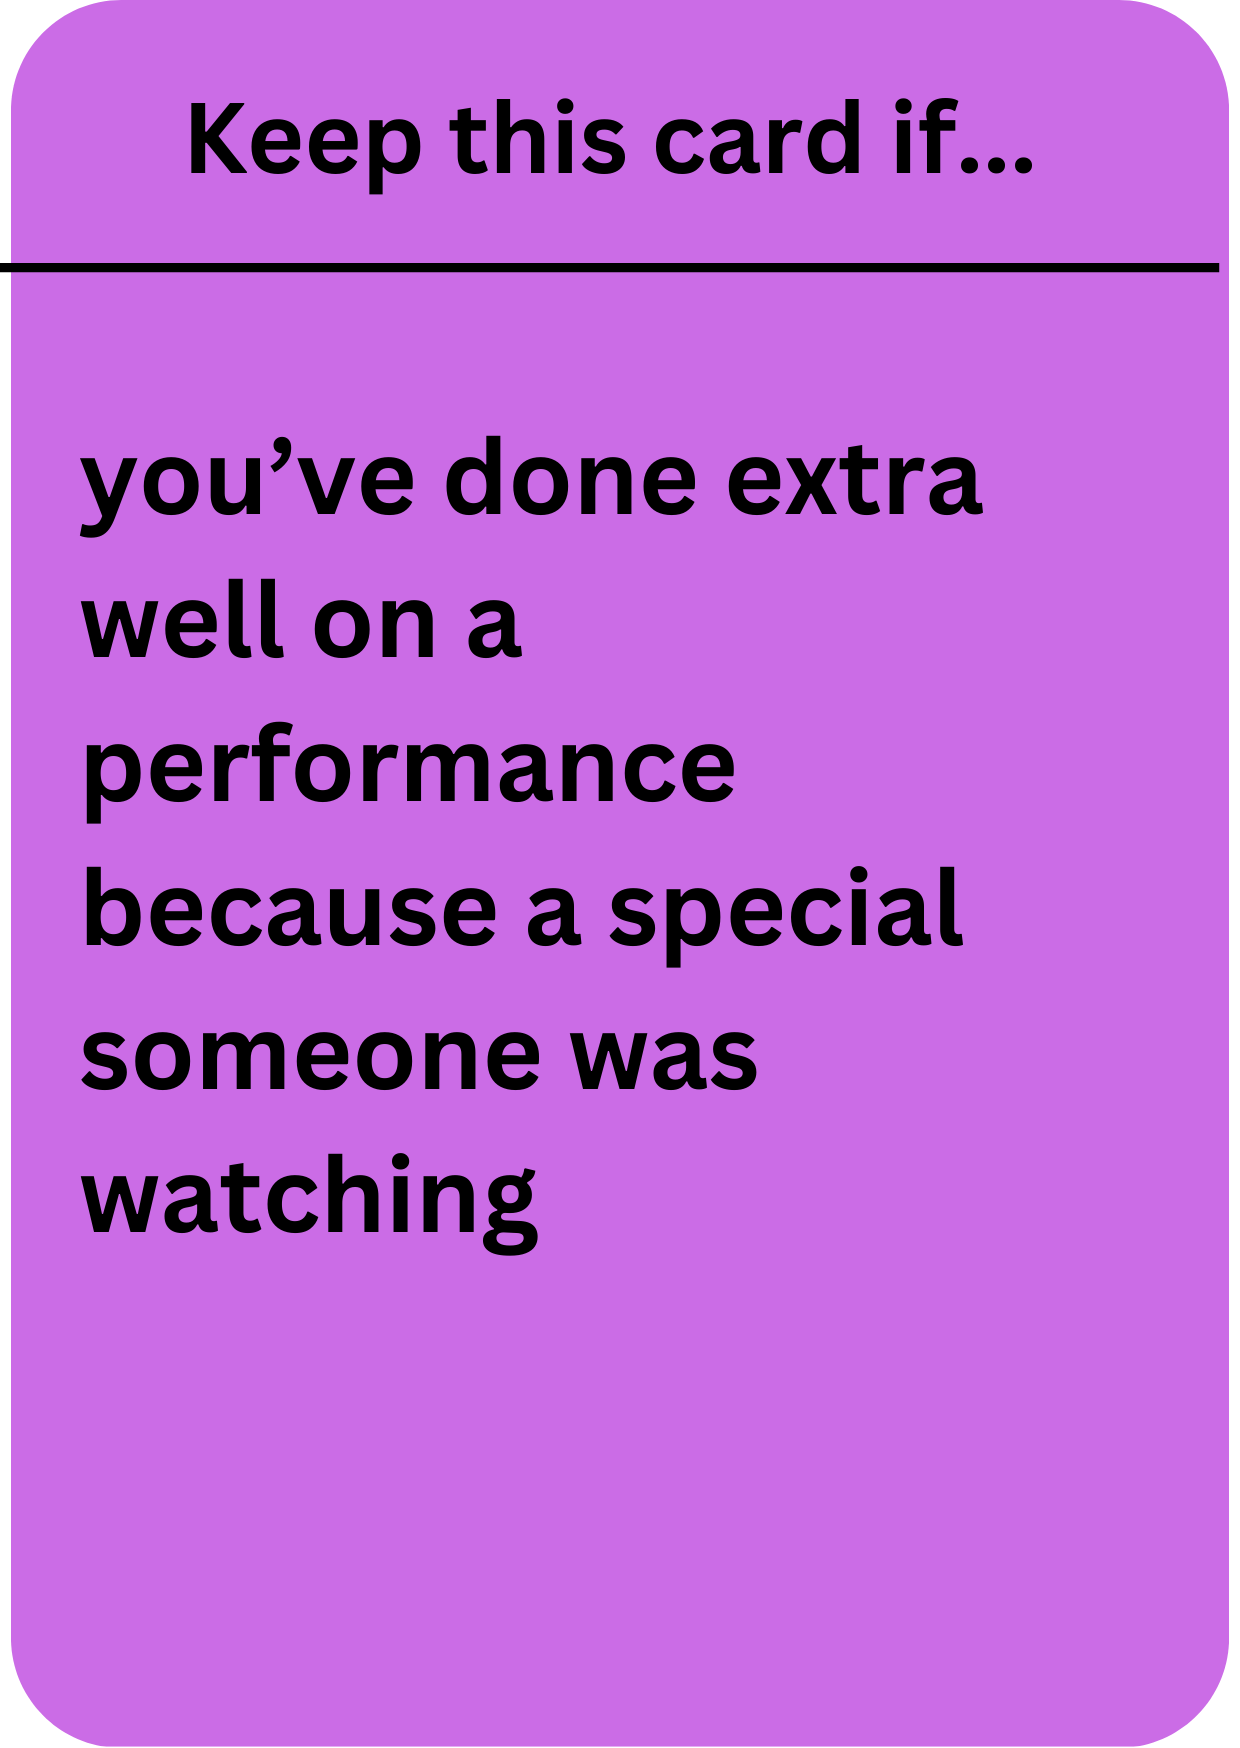 Keep this card if...
you’ve done extra
well on a
performance
because a special
someone was
watching